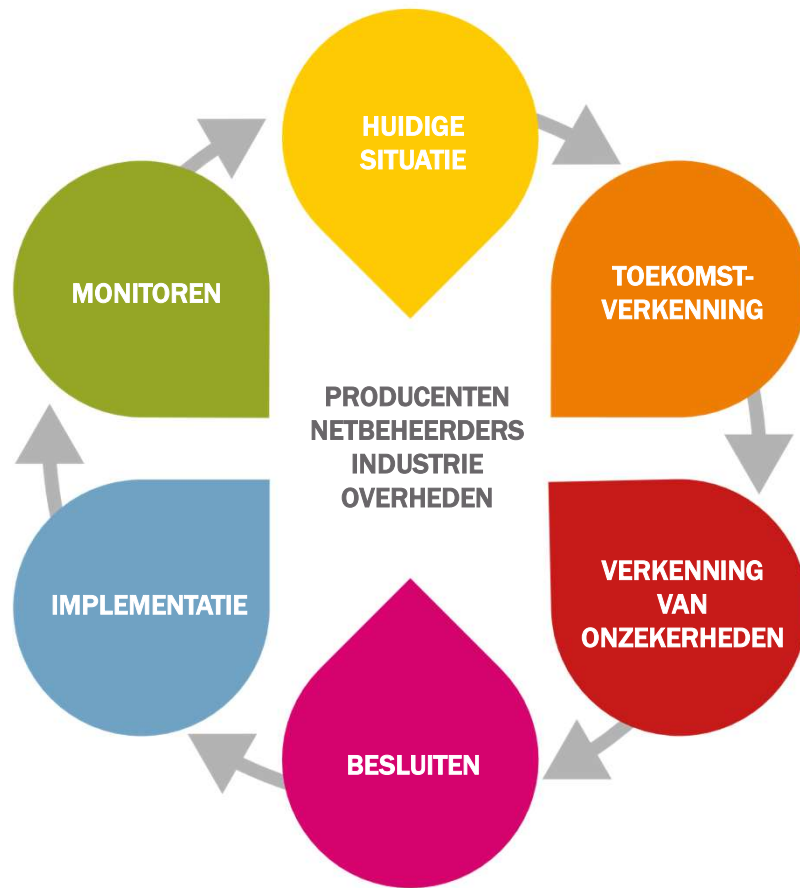 HUIDIGE
SITUATIE
TOEKOMST-
VERKENNING
MONITOREN
PRODUCENTEN
NETBEHEERDERS
INDUSTRIE
OVERHEDEN
VERKENNING
VAN
ONZEKERHEDEN
IMPLEMENTATIE
BESLUITEN